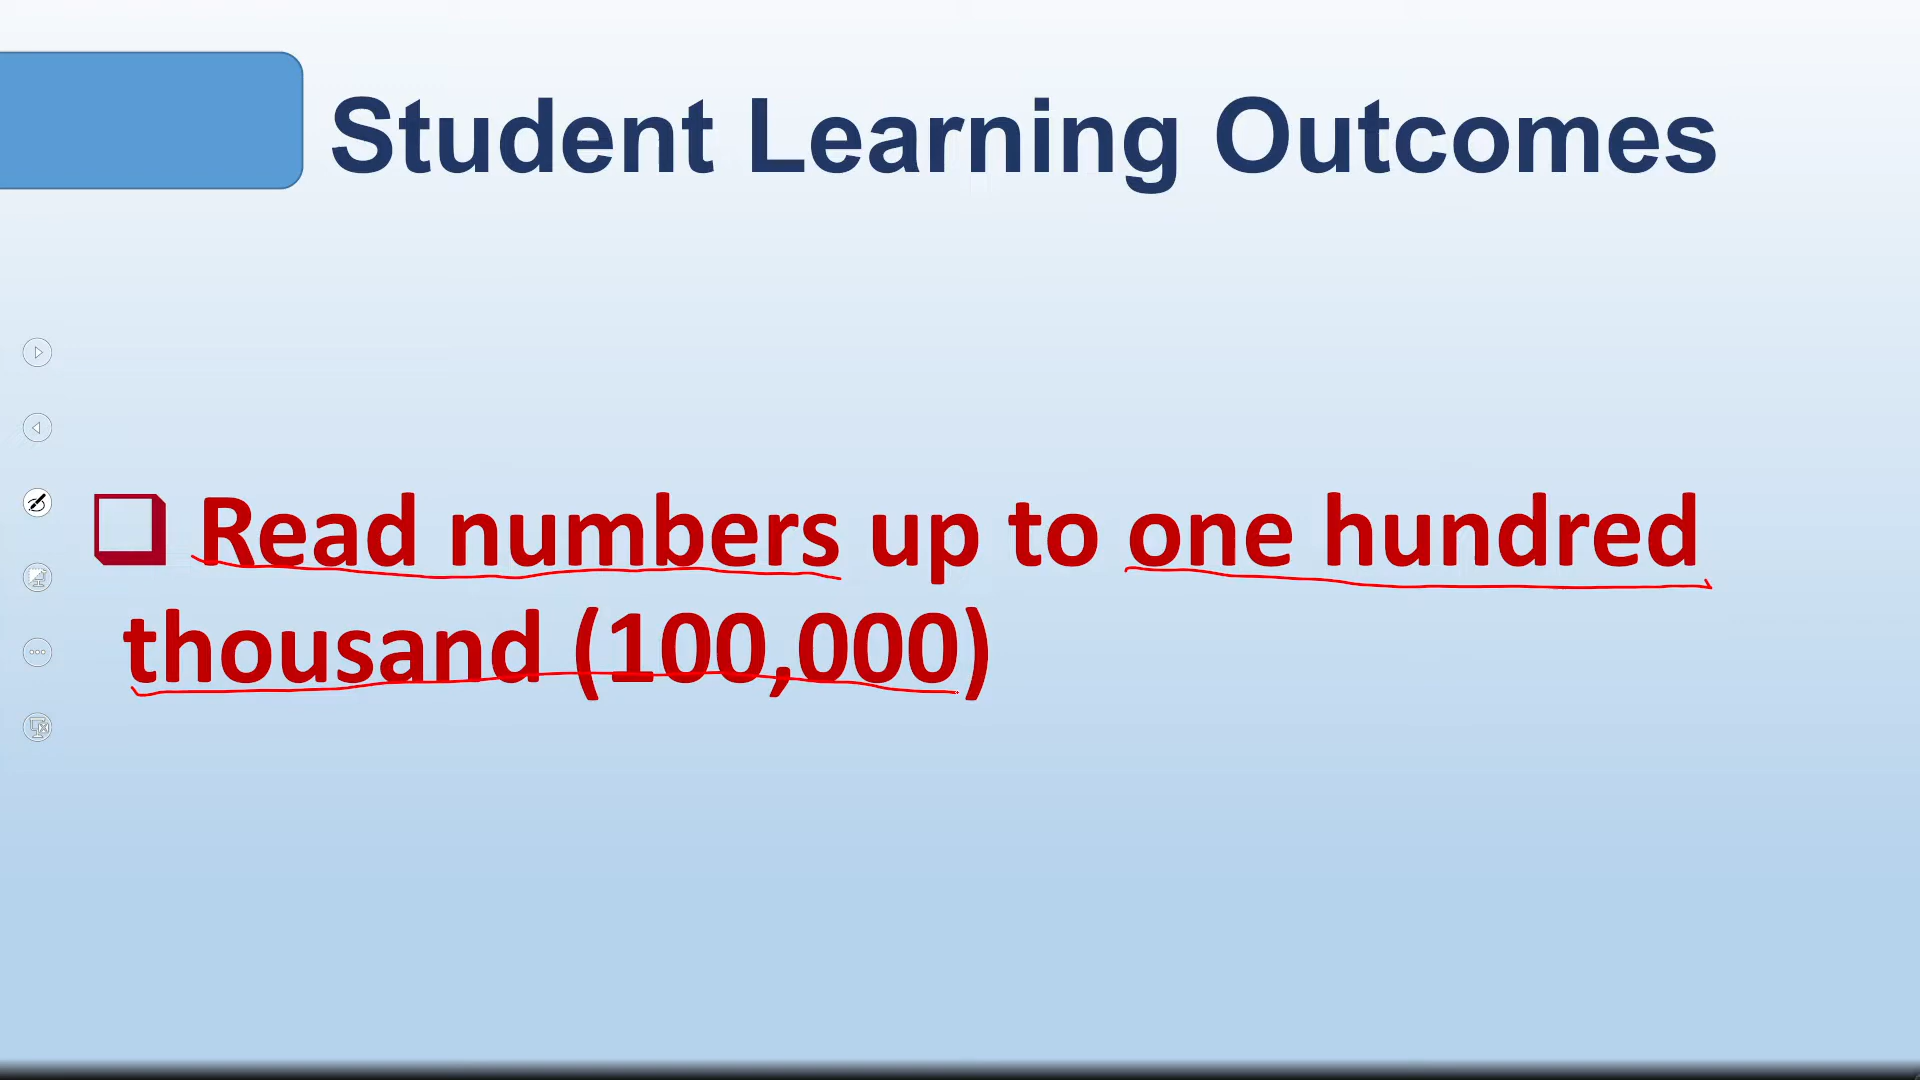 Student Learning Outcomes
Read numbers up to one hundred
thousand (100,000)